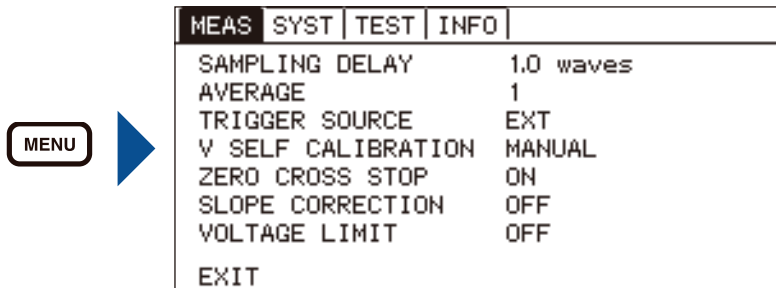 MENU
MEAS SYST TEST INFO
SAMPLING DELAY 1.0 waves
AVERAGE 1
TRIGGER SOURCE EXT
V SELF CALIBRATION MANUAL
ZERO CROSS STOP ON
SLOPE CORRECTION OFF
VOLTAGE LIMIT OFF
EXIT